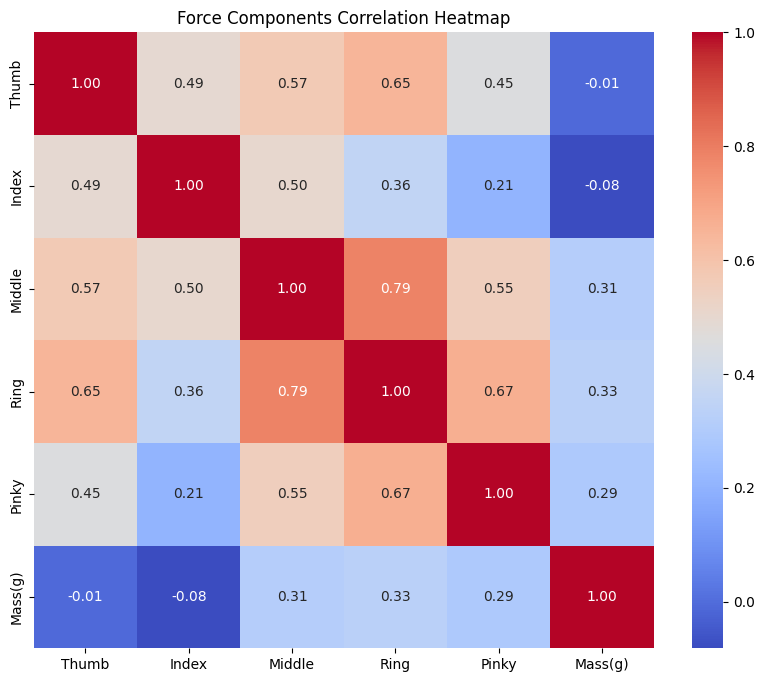 Force Components Correlation Heatmap
Thumb 1.00 0.49 0.57 0.65 0.45 -0.01
Index 0.49 1.00 0.50 0.36 0.21 -0.08
Middle 0.57 0.50 1.00 0.79 0.55 0.31
Ring 0.65 0.36 0.79 1.00 0.67 0.33
Pinky 0.45 0.21 0.55 0.67 1.00 0.29
Mass(g) -0.01 -0.08 0.31 0.33 0.29 1.00
Thumb Index Middle Ring Pinky Mass(g)
1.0
0.8
0.6
0.4
0.2
0.0